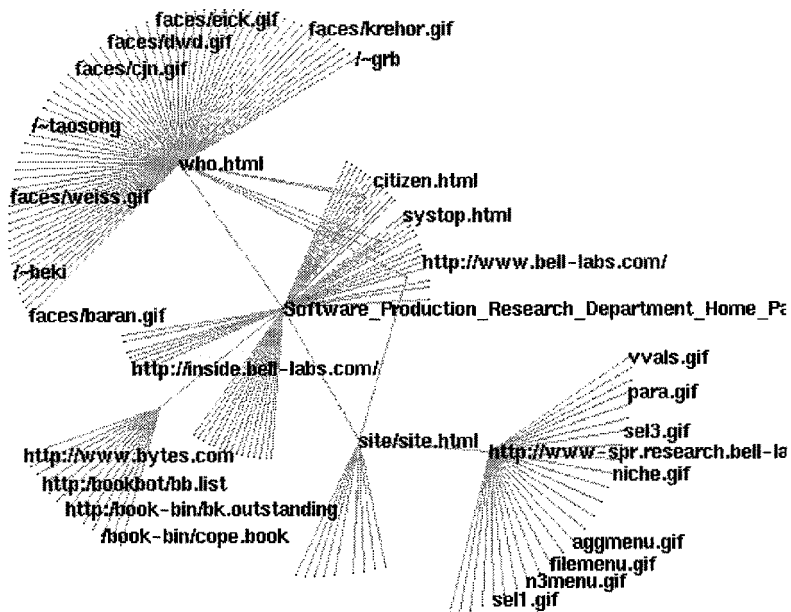 faces/eick.gif
faces/krehor.gif
faces/dwd.gif
/~grb
faces/cjn.gif
/~taosong
who.html
citizen.html
faces/weiss.gif
systop.html
http://www.bell-labs.com/
/~beki
Software_Production_Research_Department_Home_Pa
faces/baran.gif
vvals.gif
http://inside.bell-labs.com/
para.gif
sel3.gif
site/site.html
http://www.bytes.com
http://www-spr.research.bell-la
niche.gif
http:/bookbot/bb.list
http:/book-bin/bk.outstanding
/book-bin/cope.book
aggmenu.gif
filemenu.gif
n3menu.gif
sel1.gif